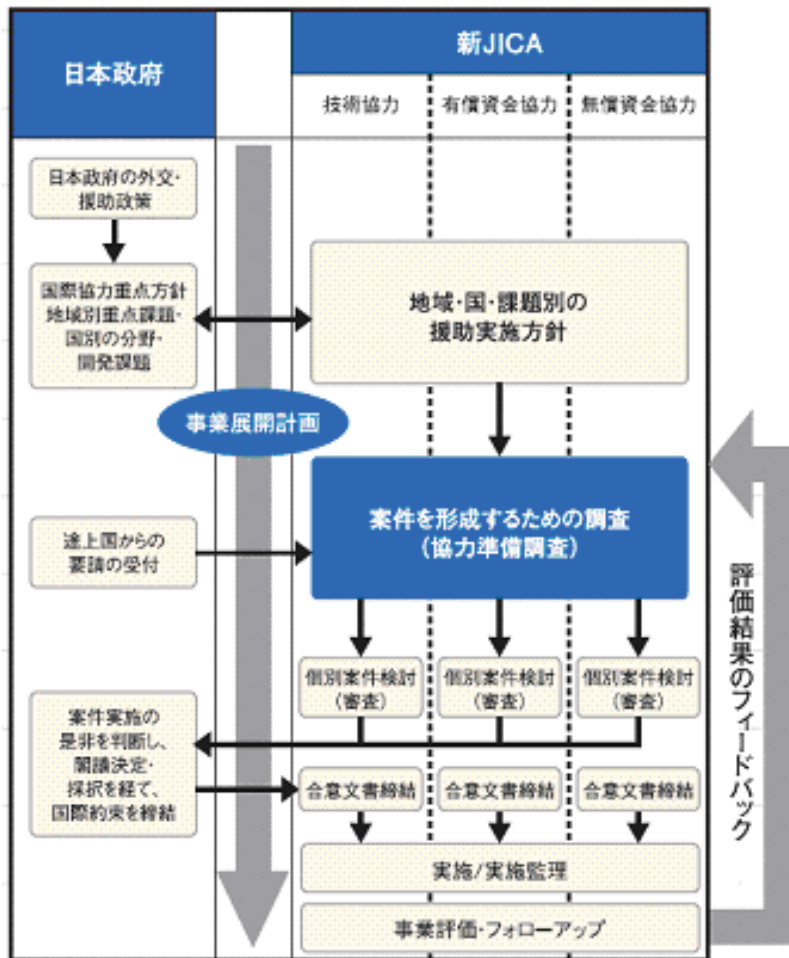 日本政府
新JICA
技術協力
有償資金協力
無償資金協力
日本政府の外交・
援助政策
国際協力重点方針
地域別重点課題・
国別の分野・
開発課題
地域・国・課題別の
援助実施方針
事業展開計画
案件を形成するための調査
(協力準備調査)
途上国からの
要請の受付
個別案件検討
(審査)
個別案件検討
(審査)
個別案件検討
(審査)
案件実施の
是非を判断し、
閣議決定・
採択を経て、
国際約束を締結
合意文書締結
合意文書締結
合意文書締結
実施/実施監理
事業評価・フォローアップ
評価結果のフィードバック